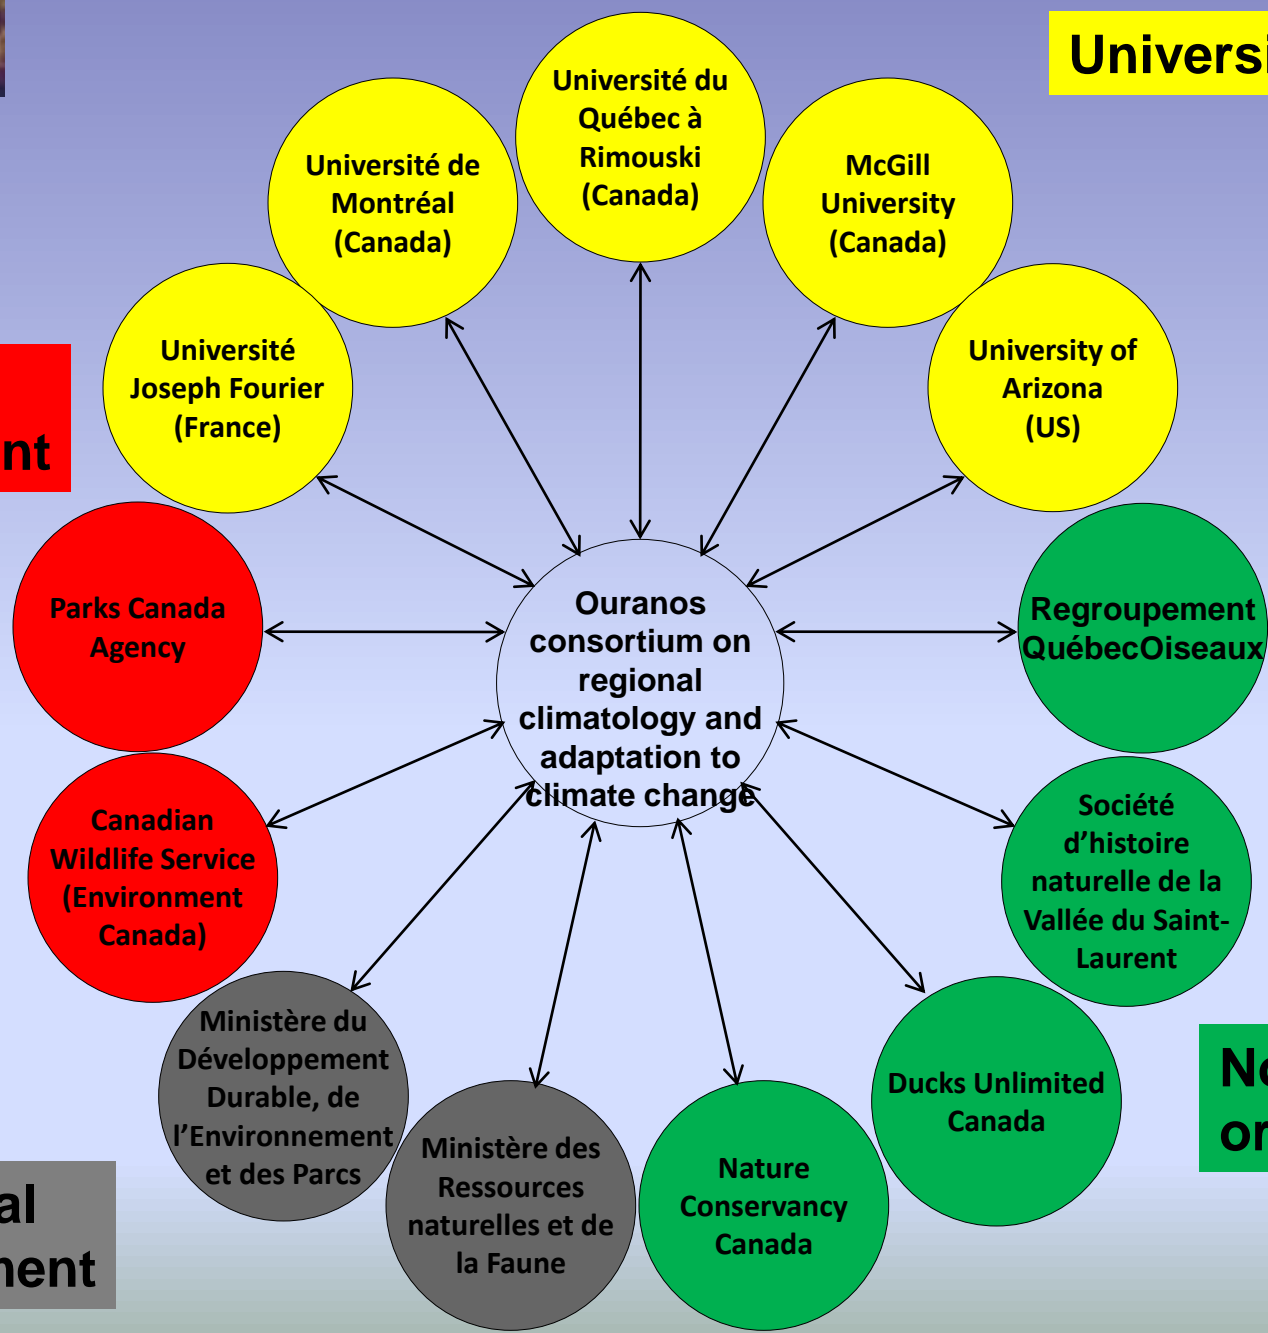 Universi
Université du
Québec à
Rimouski
(Canada)
Université de
Montréal
(Canada)
McGill
University
(Canada)
Université
Joseph Fourier
(France)
University of
Arizona
(US)
nt
Parks Canada
Agency
Ouranos
consortium on
regional
climatology and
adaptation to
climate change
Regroupement
QuébecOiseaux
Canadian
Wildlife Service
(Environment
Canada)
Société
d’histoire
naturelle de la
Vallée du Saint-
Laurent
Ministère du
Développement
Durable, de
l’Environnement
et des Parcs
Ministère des
Ressources
naturelles et de
la Faune
Nature
Conservancy
Canada
Ducks Unlimited
Canada
No
or
al
ment